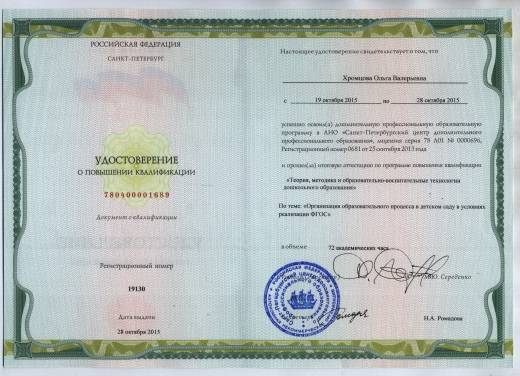 РОССИЙСКАЯ ФЕДЕРАЦИЯ
САНКТ-ПЕТЕРБУРГ
УДОСТОВЕРЕНИЕ
О ПОВЫШЕНИИ КВАЛИФИКАЦИИ
780400001689
Документ о квалификации
Регистрационный номер
19130
Дата выдачи
28 октября 2015
Настоящее удостоверение свидетельствует о том, что
Хромцова Ольга Валерьевна
с 19 октября 2015 по 28 октября 2015
успешно освоил(а) дополнительную профессиональную образовательную
программу в АНО «Санкт-Петербургский центр дополнительного
профессионального образования», лицензия серия 78 Л01 № 0000696,
Регистрационный номер 0681 от 25 октября 2013 года
и прошёл(ла) итоговую аттестацию по программе повышения квалификации
«Теория, методика и образовательно-воспитательные технологии
дошкольного образования»
По теме: «Организация образовательного процесса в детском саду в условиях
реализации ФГОС»
в объеме 72 академических часа
Середенко
Н.А. Ромадова